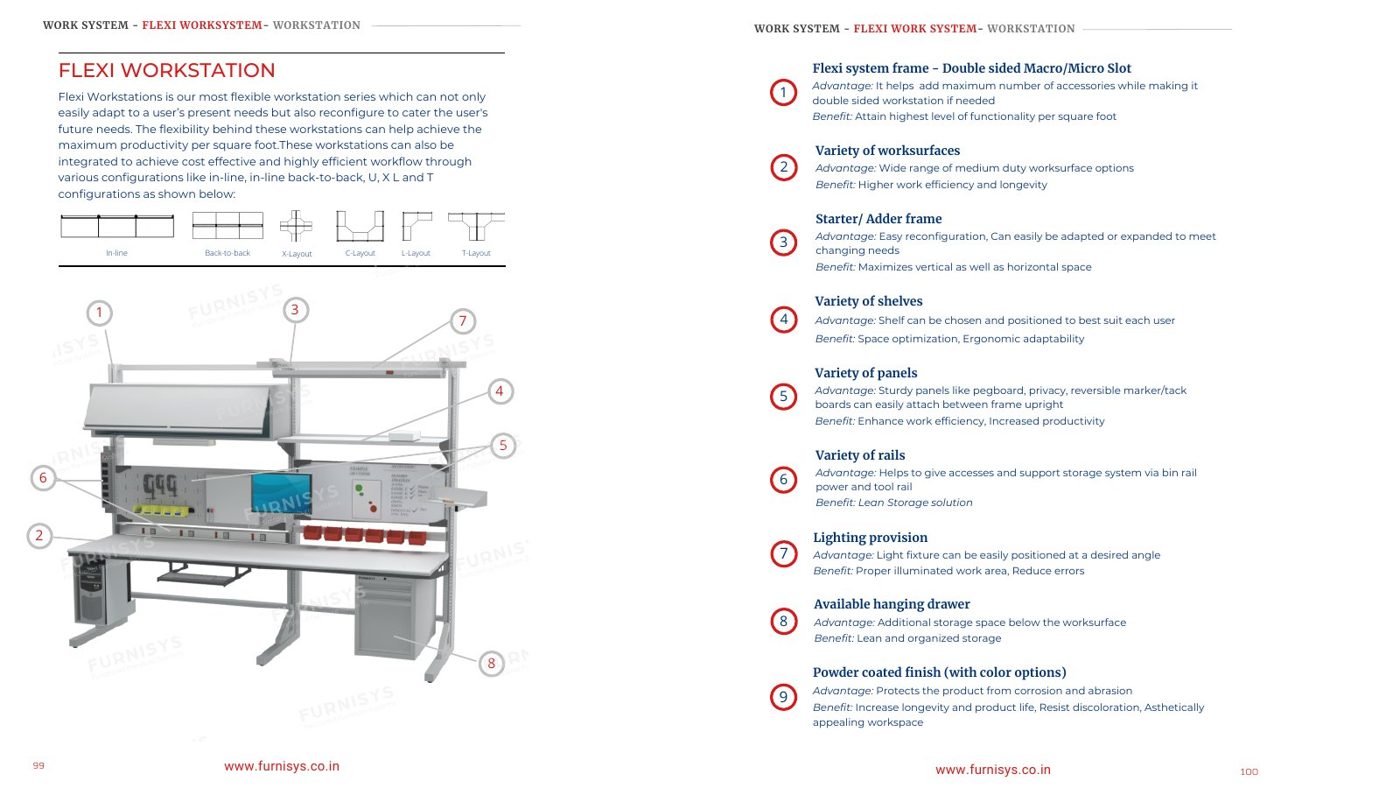 WORK SYSTEM - FLEXI WORKSYSTEM- WORKSTATION
FLEXI WORKSTATION
Flexi Workstations is our most flexible workstation series which can not only
easily adapt to a user's present needs but also reconfigure to cater the user's
future needs. The flexibility behind these workstations can help achieve the
maximum productivity per square foot.These workstations can also be
integrated to achieve cost effective and highly efficient workflow through
various configurations like in-line, in-line back-to-back, U, X L and T
configurations as shown below:
In-line Back-to-back X-Layout C-Layout L-Layout T-Layout
FURNISYS
1
3
7
4
5
6
2
8
99
www.furnisys.co.in
WORK SYSTEM - FLEXI WORK SYSTEM- WORKSTATION
1
Flexi system frame - Double sided Macro/Micro Slot
Advantage: It helps add maximum number of accessories while making it
double sided workstation if needed
Benefit: Attain highest level of functionality per square foot
2
Variety of worksurfaces
Advantage: Wide range of medium duty worksurface options
Benefit: Higher work efficiency and longevity
3
Starter/ Adder frame
Advantage: Easy reconfiguration, Can easily be adapted or expanded to meet
changing needs
Benefit: Maximizes vertical as well as horizontal space
4
Variety of shelves
Advantage: Shelf can be chosen and positioned to best suit each user
Benefit: Space optimization, Ergonomic adaptability
5
Variety of panels
Advantage: Sturdy panels like pegboard, privacy, reversible marker/tack
boards can easily attach between frame upright
Benefit: Enhance work efficiency, Increased productivity
6
Variety of rails
Advantage: Helps to give accesses and support storage system via bin rail
power and tool rail
Benefit: Lean Storage solution
7
Lighting provision
Advantage: Light fixture can be easily positioned at a desired angle
Benefit: Proper illuminated work area, Reduce errors
8
Available hanging drawer
Advantage: Additional storage space below the worksurface
Benefit: Lean and organized storage
9
Powder coated finish (with color options)
Advantage: Protects the product from corrosion and abrasion
Benefit: Increase longevity and product life, Resist discoloration, Asthetically
appealing workspace
www.furnisys.co.in
100